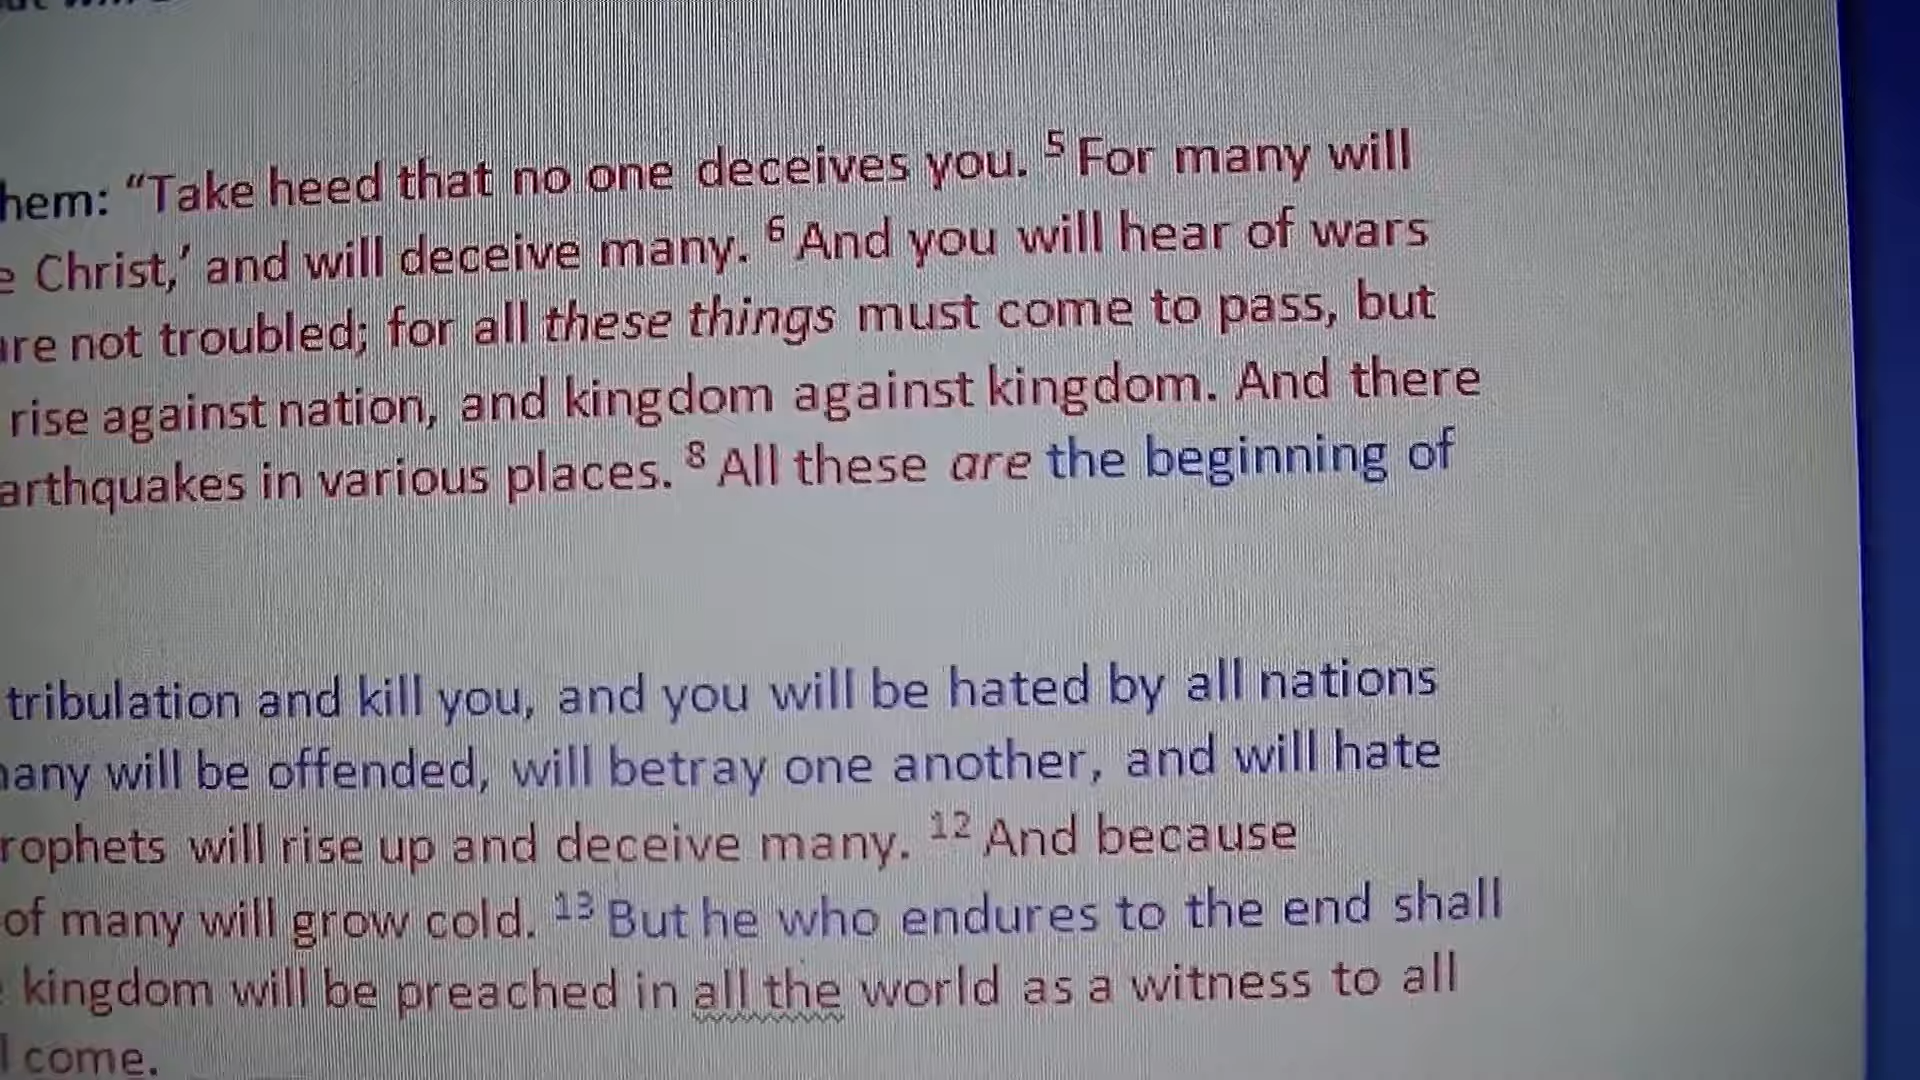 hem: “Take heed that no one deceives you. 5 For many will
e Christ,’ and will deceive many. 6 And you will hear of wars
re not troubled; for all these things must come to pass, but
rise against nation, and kingdom against kingdom. And there
arthquakes in various places. 8 All these are the beginning of
tribulation and kill you, and you will be hated by all nations
any will be offended, will betray one another, and will hate
rophets will rise up and deceive many. 12 And because
of many will grow cold. 13 But he who endures to the end shall
kingdom will be preached in all the world as a witness to all
l come.